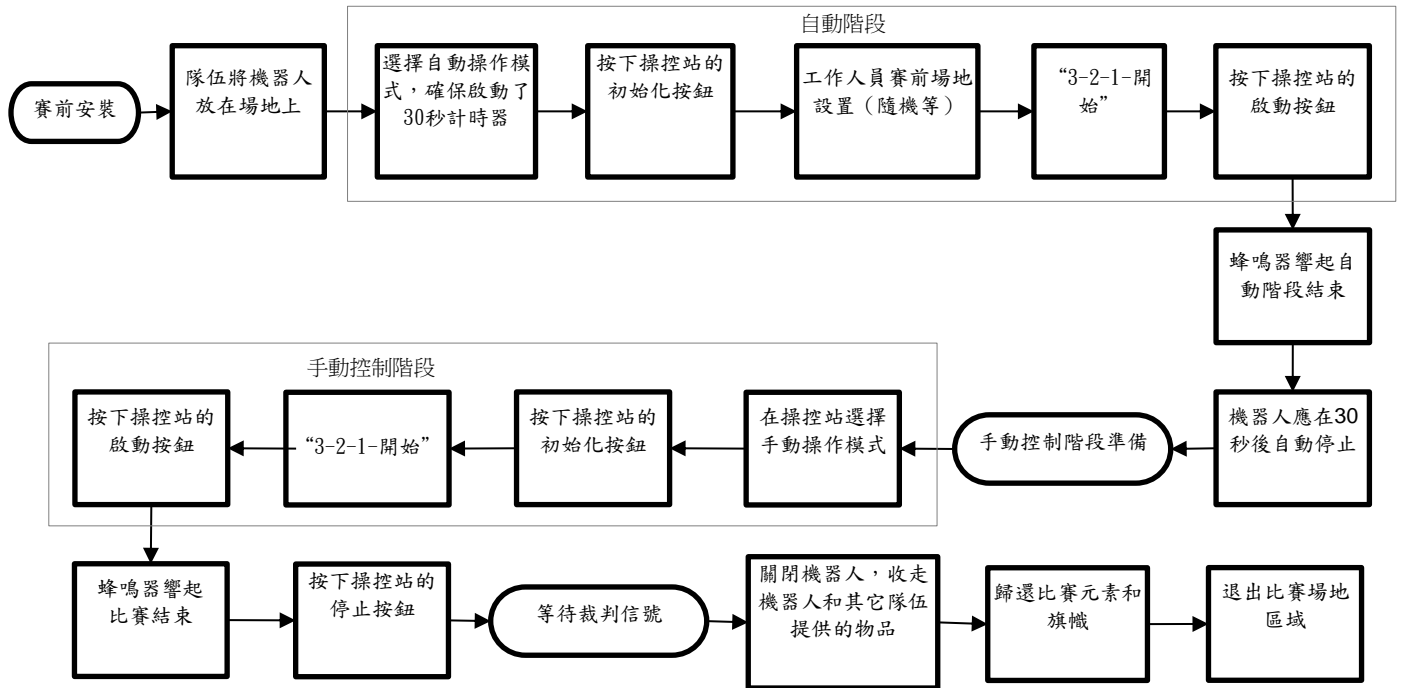 自動階段
賽前安裝
隊伍將機器人
放在場地上
選擇自動操作模
式，確保啟動了
30秒計時器
按下操控站的
初始化按鈕
工作人員賽前場地
設置（隨機等）
“3-2-1-開
始”
按下操控站的
啟動按鈕
蜂鳴器響起自
動階段結束
機器人應在30
秒後自動停止
手動控制階段準備
手動控制階段
在操控站選擇
手動操作模式
按下操控站的
初始化按鈕
“3-2-1-開始”
按下操控站的
啟動按鈕
蜂鳴器響起
比賽結束
按下操控站的
停止按鈕
等待裁判信號
關閉機器人，收走
機器人和其它隊伍
提供的物品
歸還比賽元素和
旗幟
退出比賽場地
區域